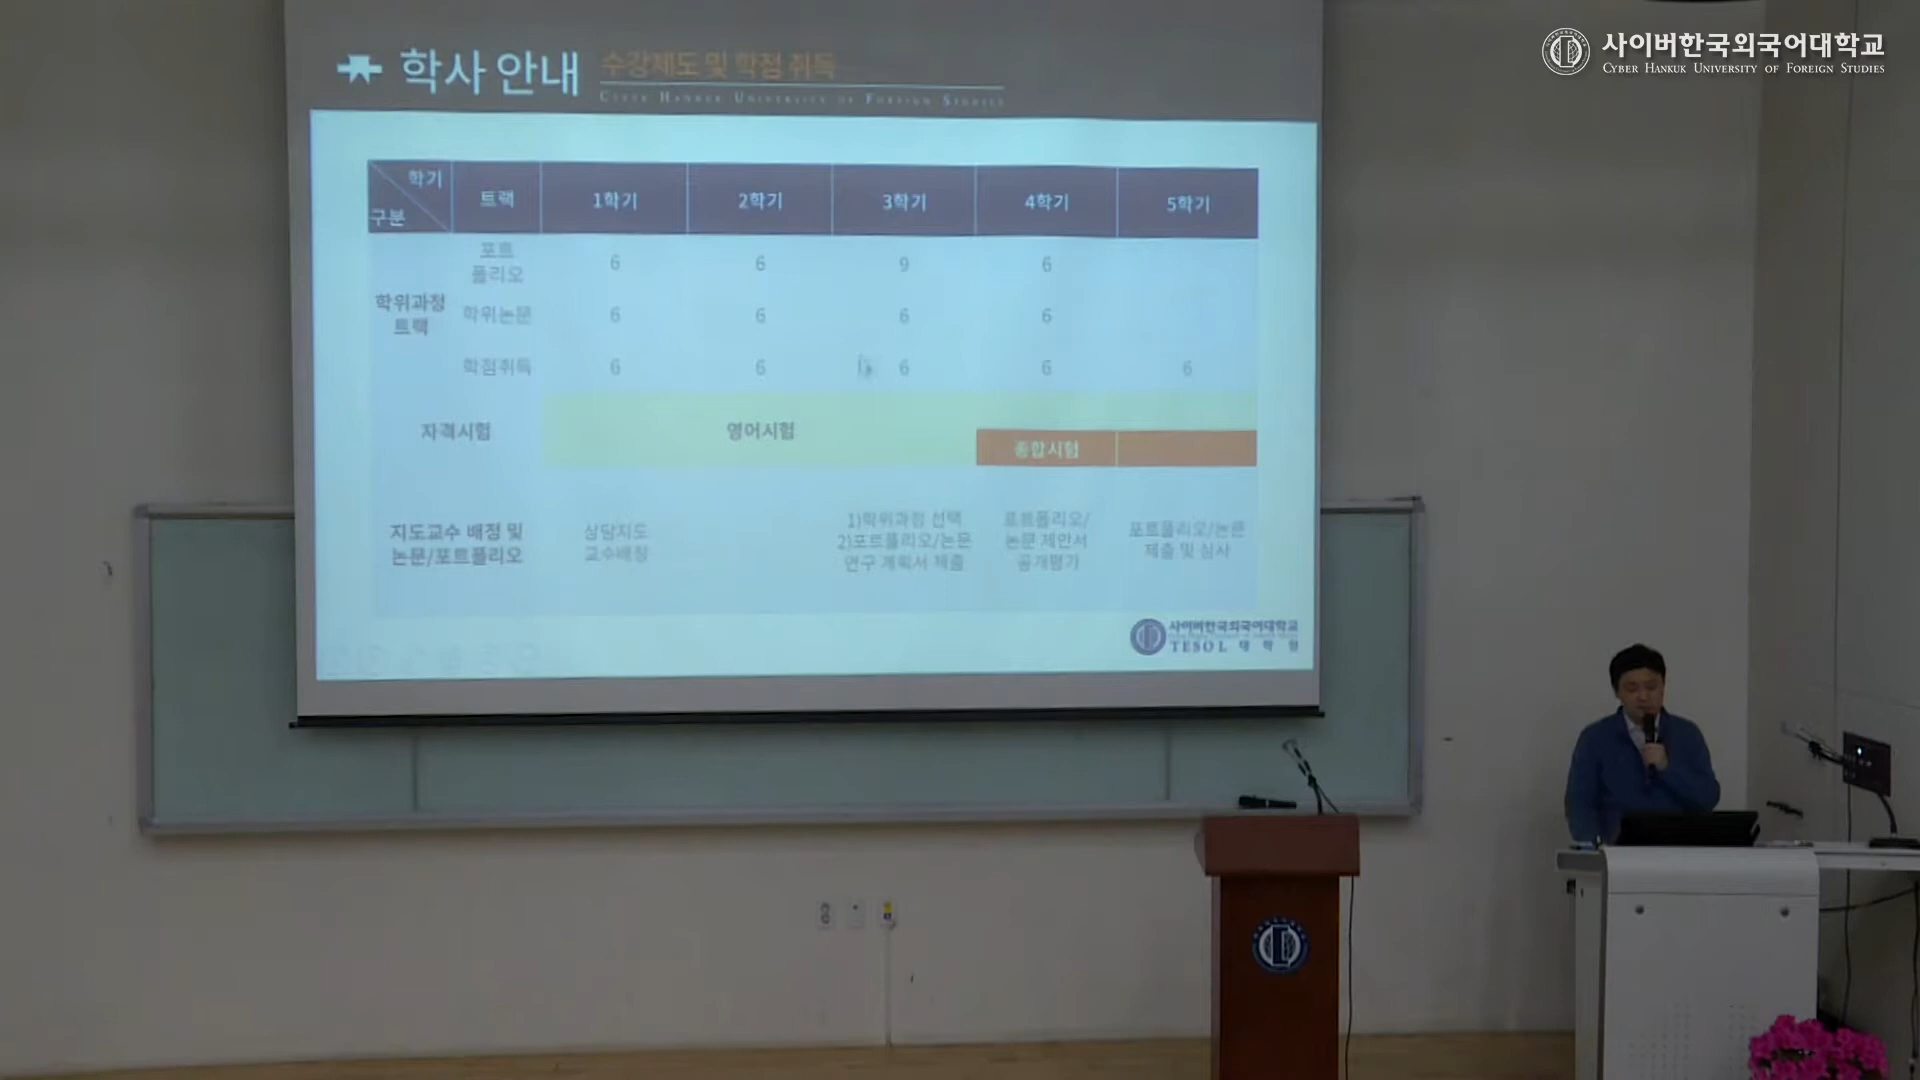 사이버한국외국어대학교
CYBER HANKUK UNIVERSITY OF FOREIGN STUDIES
학사 안내 수강제도 및 학점 취득
CYBER HANKUK UNIVERSITY OF FOREIGN STUDIES
학기
구분
트랙 1학기 2학기 3학기 4학기 5학기
학위과정
트랙
포트
폴리오
6 6 9 6
학위논문 6 6 6 6
학점취득 6 6 6 6 6
자격시험 영어시험
종합시험
지도교수 배정 및
논문/포트폴리오
상담지도
교수배정
1)학위과정 선택
2)포트폴리오/논문
연구 계획서 제출
포트폴리오/
논문 제안서
공개평가
포트폴리오/논문
제출 및 심사
사이버한국외국어대학교
TESOL 대 학 원